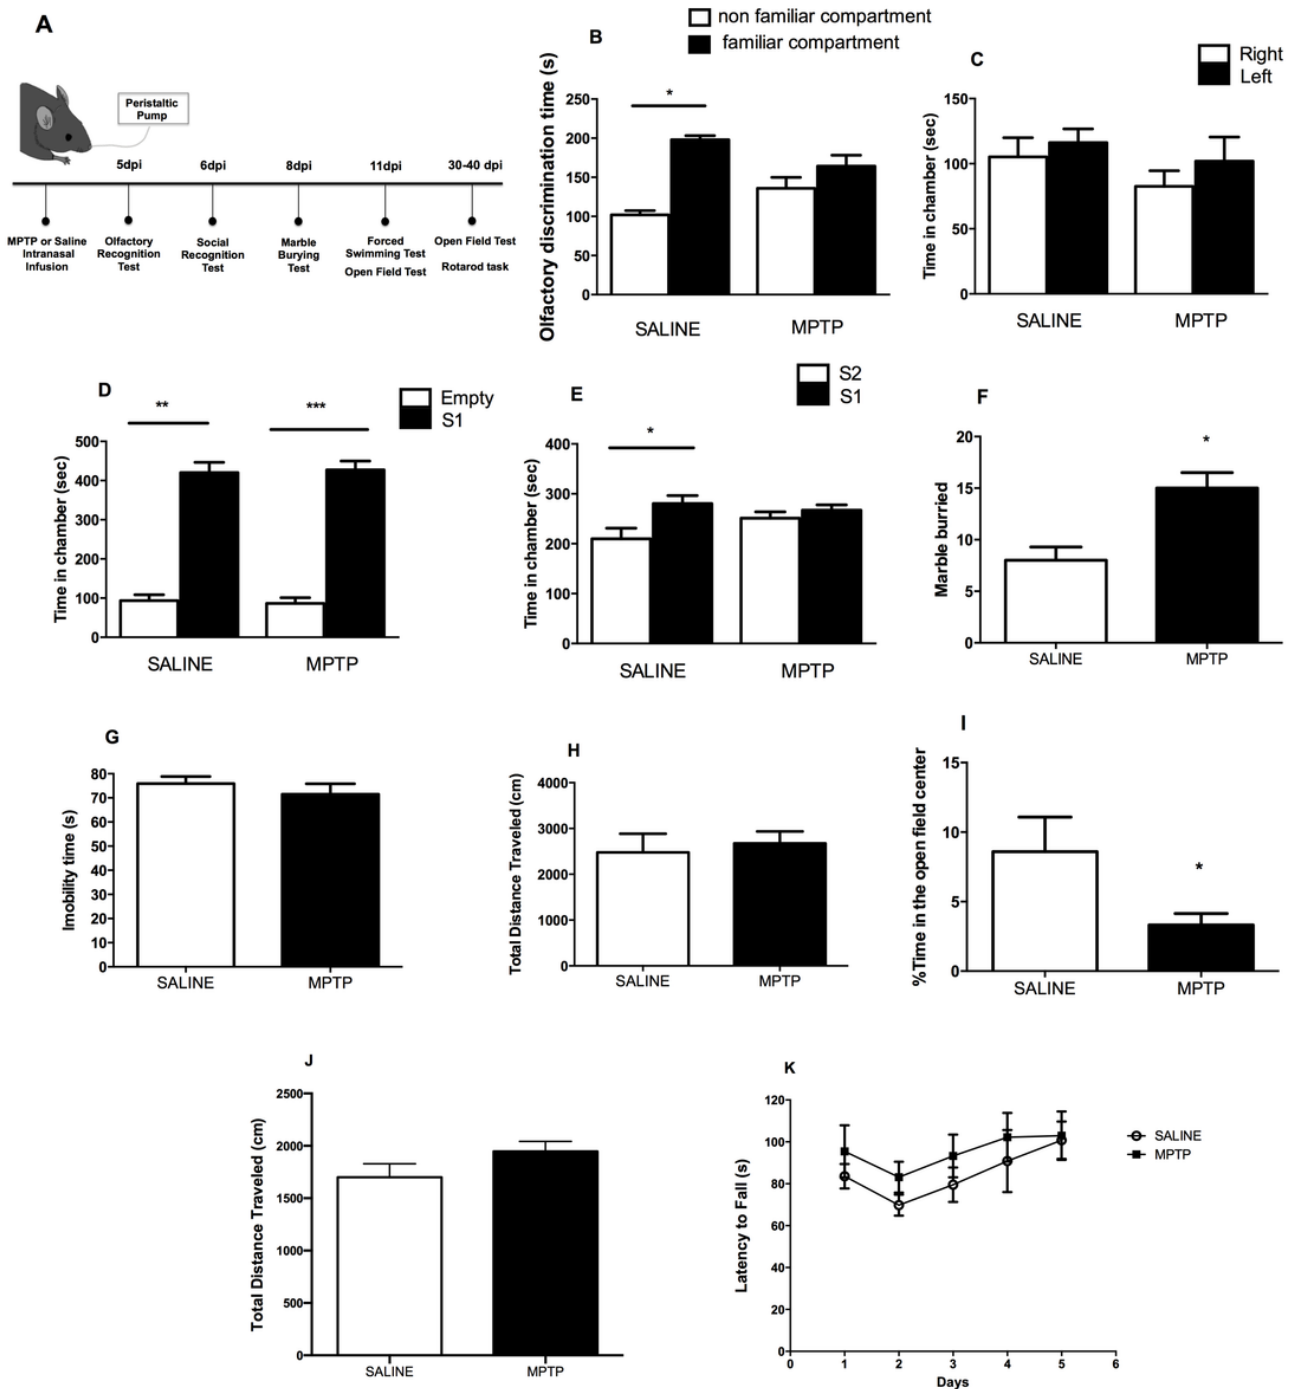 A
Peristaltic
Pump
5dpi 6dpi 8dpi 11dpi 30-40 dpi
MPTP or Saline
Intranasal
Infusion
Olfactory
Recognition
Test
Social
Recognition
Test
Marble
Burying
Test
Forced
Swimming Test
Open Field Test
Open Field Test
Rotarod task
B
non familiar compartment
familiar compartment
Olfactory discrimination time (s)
250
200
150
100
50
0
*
SALINE MPTP
C
Right
Left
Time in chamber (sec)
150
100
50
0
SALINE MPTP
D
Empty
S1
Time in chamber (sec)
500
400
300
200
100
0
** ***
SALINE MPTP
E
S2
S1
Time in chamber (sec)
400
300
200
100
0
*
SALINE MPTP
F
Marble burried
20
15
10
5
0
*
SALINE MPTP
G
Imobility time (s)
80
70
60
50
40
30
20
10
0
SALINE MPTP
H
Total Distance Traveled (cm)
4000
3000
2000
1000
0
SALINE MPTP
I
%Time in the open field center
15
10
5
0
*
SALINE MPTP
J
Total Distance Traveled (cm)
2500
2000
1500
1000
500
0
SALINE MPTP
K
Latency to Fall (s)
120
100
80
60
40
20
0
0 1 2 3 4 5 6
Days
SALINE
MPTP